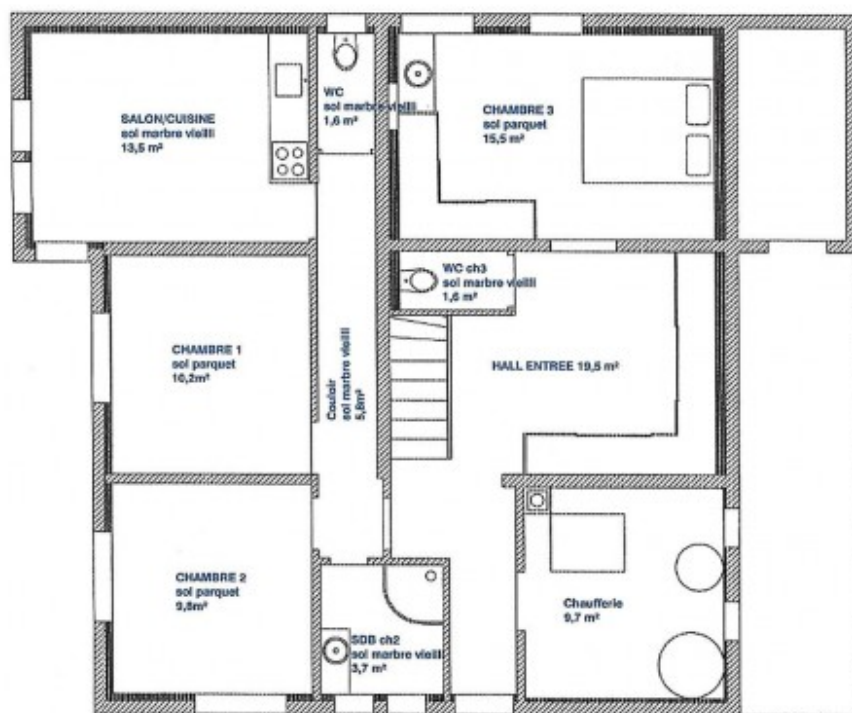 SALON/CUISINE
sol marbre vieilli
13,5 m²
WC
sol marbre vieilli
1,6 m²
CHAMBRE 3
sol parquet
15,5 m²
WC ch3
sol marbre vieilli
1,6 m²
CHAMBRE 1
sol parquet
10,2m²
Couloir
sol marbre vieilli
5,8m²
HALL ENTREE 19,5 m²
CHAMBRE 2
sol parquet
9,8m²
SDB ch2
sol marbre vieilli
3,7 m²
Chaufferie
9,7 m²